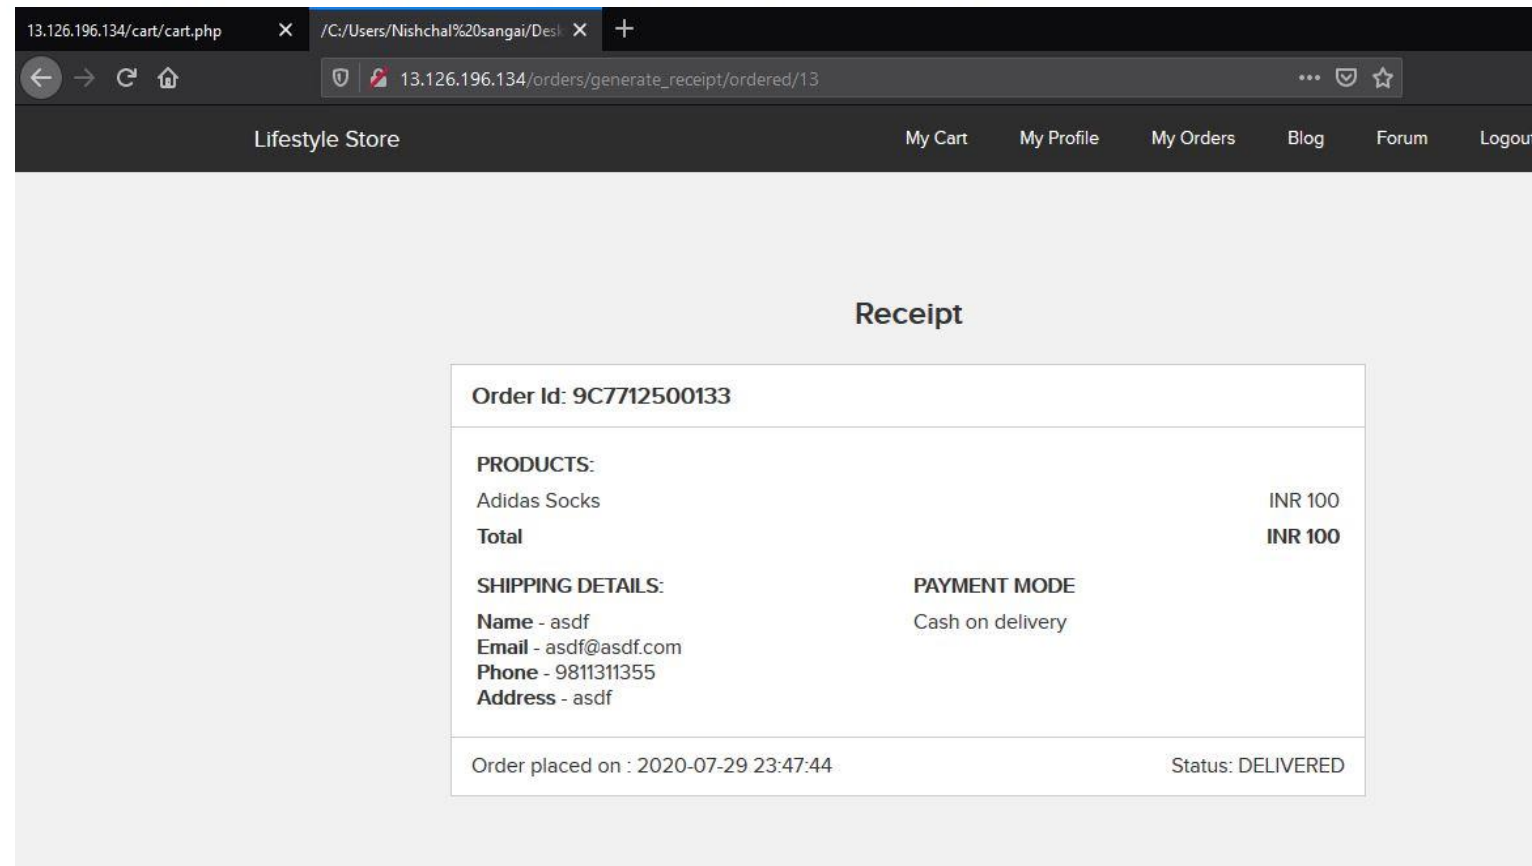 13.126.196.134/cart/cart.php
/C:/Users/Nishchal%20sangai/Desk
13.126.196.134/orders/generate_receipt/ordered/13
Lifestyle Store My Cart My Profile My Orders Blog Forum Logout
Receipt
Order Id: 9C7712500133
PRODUCTS:
Adidas Socks INR 100
Total INR 100
SHIPPING DETAILS: PAYMENT MODE
Name - asdf Cash on delivery
Email - asdf@asdf.com
Phone - 9811311355
Address - asdf
Order placed on : 2020-07-29 23:47:44 Status: DELIVERED